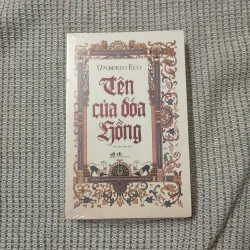 UMBERTO ECO
Tên
của đóa
Hồng